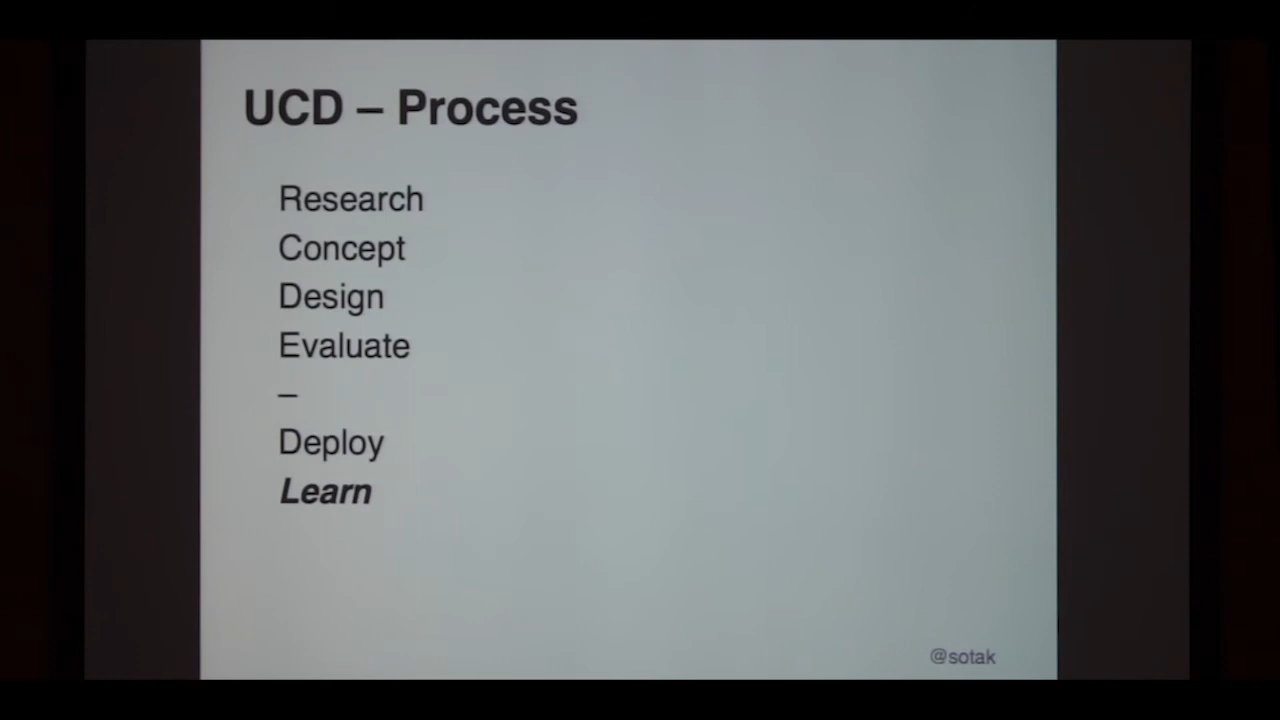 UCD – Process
Research
Concept
Design
Evaluate
–
Deploy
Learn
@sotak